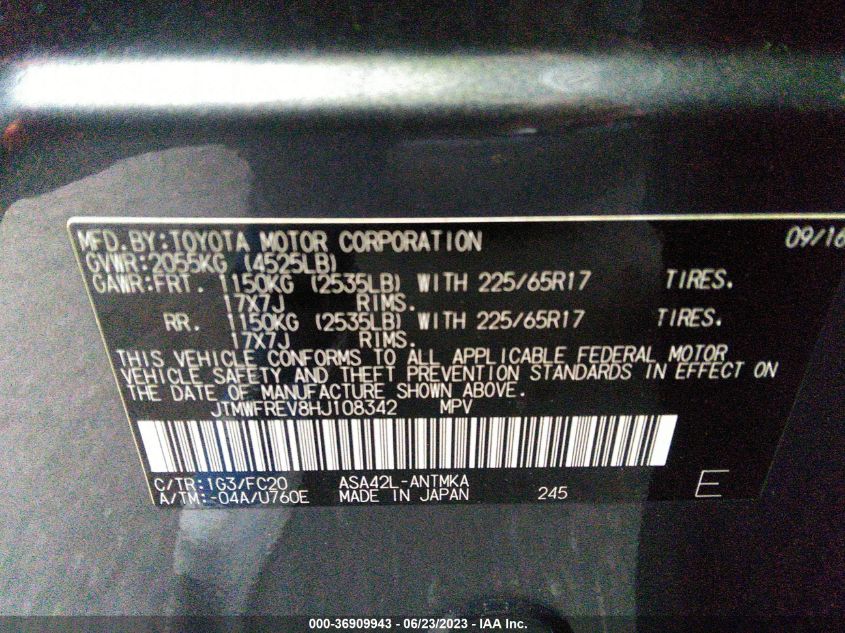 MFD.BY:TOYOTA MOTOR CORPORATION 09/16
GVWR:2055KG (4525LB)
GAWR:FRT. 1150KG (2535LB) WITH 225/65R17 TIRES.
17X7J RIMS.
RR. 1150KG (2535LB) WITH 225/65R17 TIRES.
17X7J RIMS.
THIS VEHICLE CONFORMS TO ALL APPLICABLE FEDERAL MOTOR
VEHICLE SAFETY AND THEFT PREVENTION STANDARDS IN EFFECT ON
THE DATE OF MANUFACTURE SHOWN ABOVE.
JTMWFREV8HJ108342 MPV
C/TR:1G3/FC20 ASA42L-ANTMKA
A/TM:-04A/U760E MADE IN JAPAN 245 E
000-36909943 - 06/23/2023 - IAA Inc.